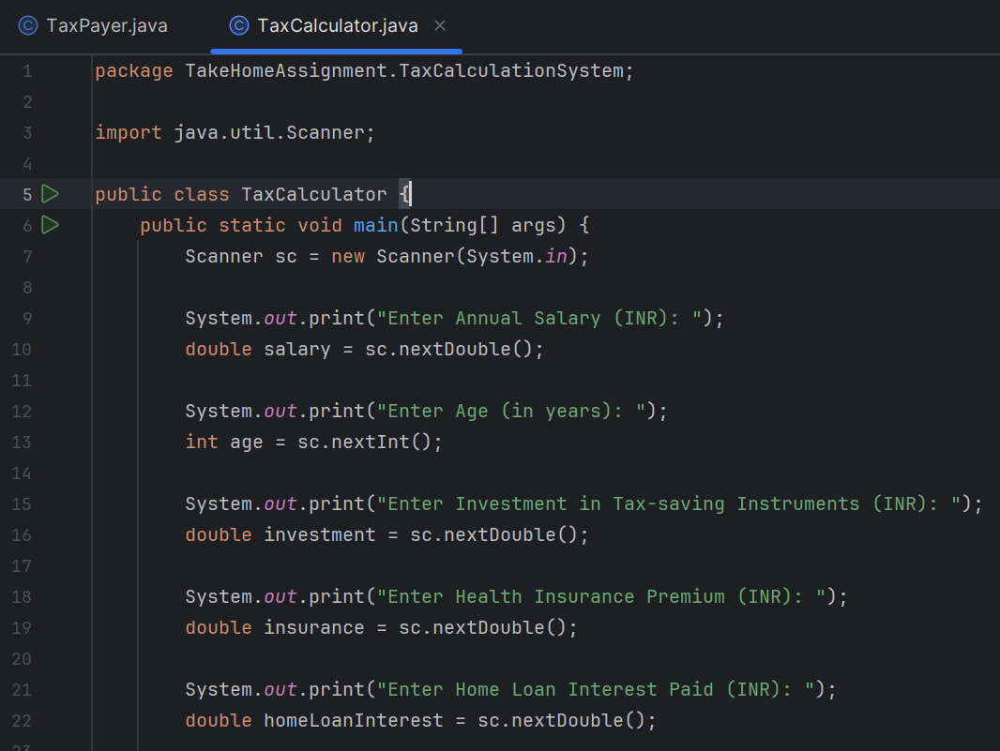 TaxPayer.java TaxCalculator.java ×
1 package TakeHomeAssignment.TaxCalculationSystem;
2
3 import java.util.Scanner;
4
5 public class TaxCalculator {
6     public static void main(String[] args) {
7         Scanner sc = new Scanner(System.in);
8
9         System.out.print("Enter Annual Salary (INR): ");
10         double salary = sc.nextDouble();
11
12         System.out.print("Enter Age (in years): ");
13         int age = sc.nextInt();
14
15         System.out.print("Enter Investment in Tax-saving Instruments (INR): ");
16         double investment = sc.nextDouble();
17
18         System.out.print("Enter Health Insurance Premium (INR): ");
19         double insurance = sc.nextDouble();
20
21         System.out.print("Enter Home Loan Interest Paid (INR): ");
22         double homeLoanInterest = sc.nextDouble();
23